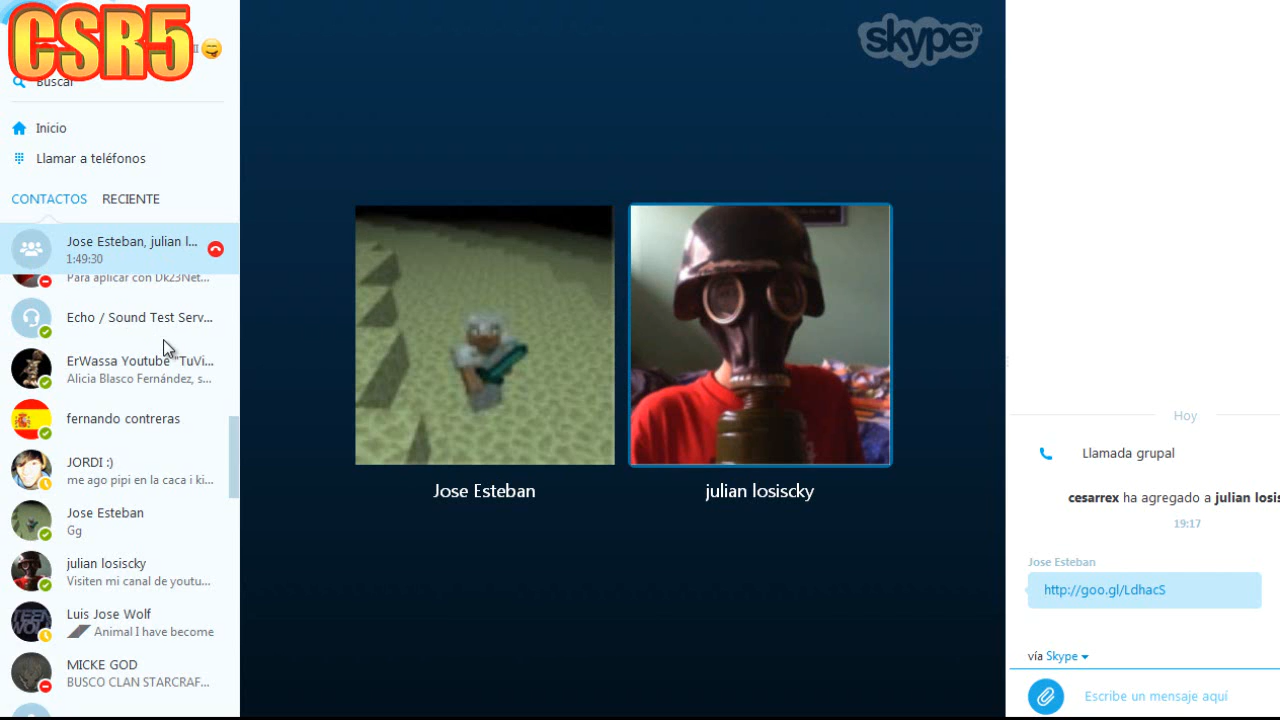 CSR5
Buscar
Inicio
Llamar a teléfonos
CONTACTOS RECIENTE
Jose Esteban, julian l...
1:49:30
Para aplicar con Dk23Net...
Echo / Sound Test Serv...
ErWassa Youtube "TuVi...
Alicia Blasco Fernández, s...
fernando contreras
JORDI :)
me ago pipi en la caca i ki...
Jose Esteban
Gg
julian losiscky
Visiten mi canal de youtu...
Luis Jose Wolf
Animal I have become
MICKE GOD
BUSCO CLAN STARCRAF...
skype™
Jose Esteban
julian losiscky
Hoy
Llamada grupal
cesarrex ha agregado a julian losis
19:17
Jose Esteban
http://goo.gl/LdhacS
vía Skype
Escribe un mensaje aquí